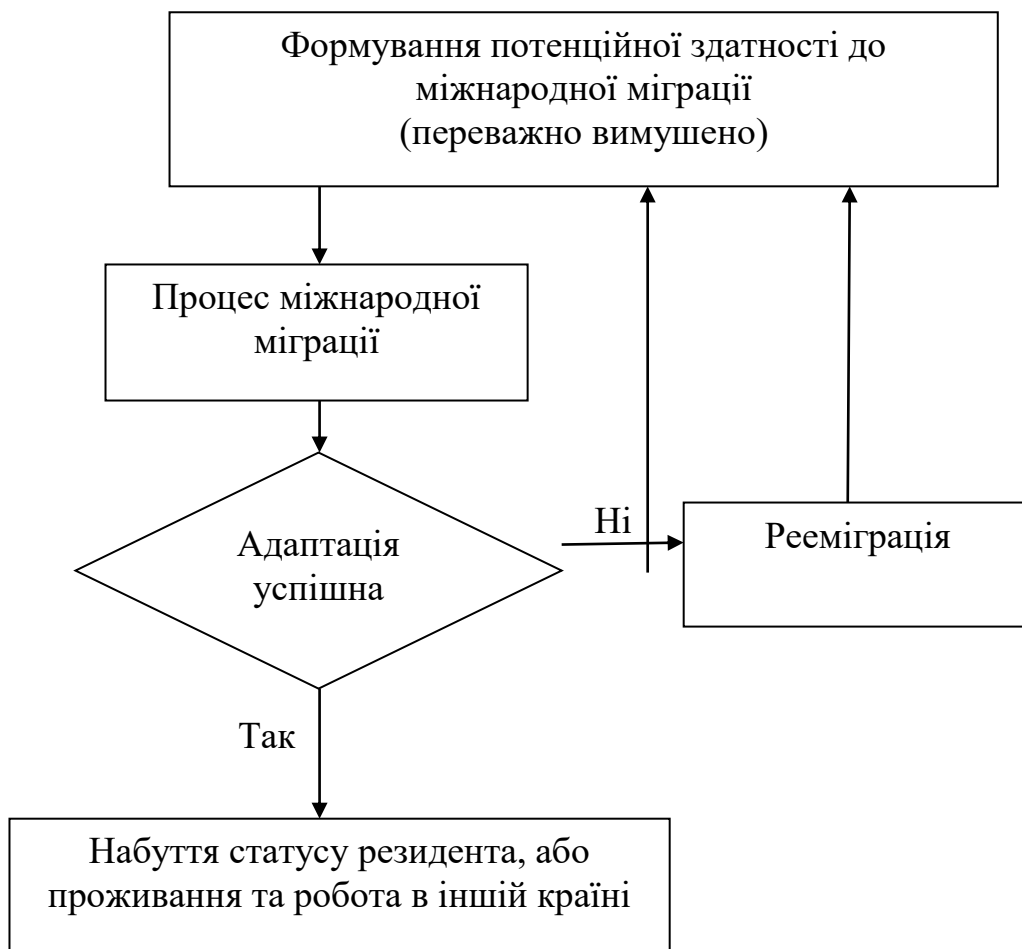 Формування потенційної здатності до
міжнародної міграції
(переважно вимушено)
Процес міжнародної
міграції
Адаптація
успішна
Ні
Рееміграція
Так
Набуття статусу резидента, або
проживання та робота в іншій країні